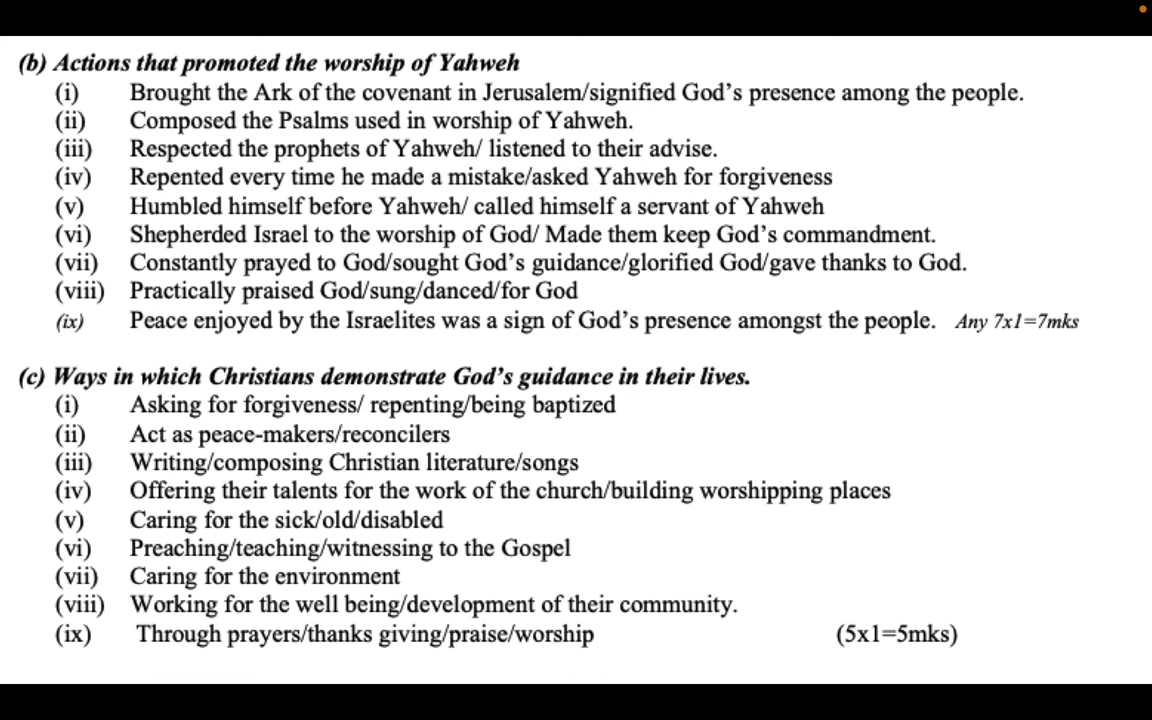 (b) Actions that promoted the worship of Yahweh
(i) Brought the Ark of the covenant in Jerusalem/signified God's presence among the people.
(ii) Composed the Psalms used in worship of Yahweh.
(iii) Respected the prophets of Yahweh/ listened to their advise.
(iv) Repented every time he made a mistake/asked Yahweh for forgiveness
(v) Humbled himself before Yahweh/ called himself a servant of Yahweh
(vi) Shepherded Israel to the worship of God/ Made them keep God's commandment.
(vii) Constantly prayed to God/sought God's guidance/glorified God/gave thanks to God.
(viii) Practically praised God/sung/danced/for God
(ix) Peace enjoyed by the Israelites was a sign of God's presence amongst the people. Any 7x1=7mks
(c) Ways in which Christians demonstrate God's guidance in their lives.
(i) Asking for forgiveness/ repenting/being baptized
(ii) Act as peace-makers/reconcilers
(iii) Writing/composing Christian literature/songs
(iv) Offering their talents for the work of the church/building worshipping places
(v) Caring for the sick/old/disabled
(vi) Preaching/teaching/witnessing to the Gospel
(vii) Caring for the environment
(viii) Working for the well being/development of their community.
(ix) Through prayers/thanks giving/praise/worship (5x1=5mks)